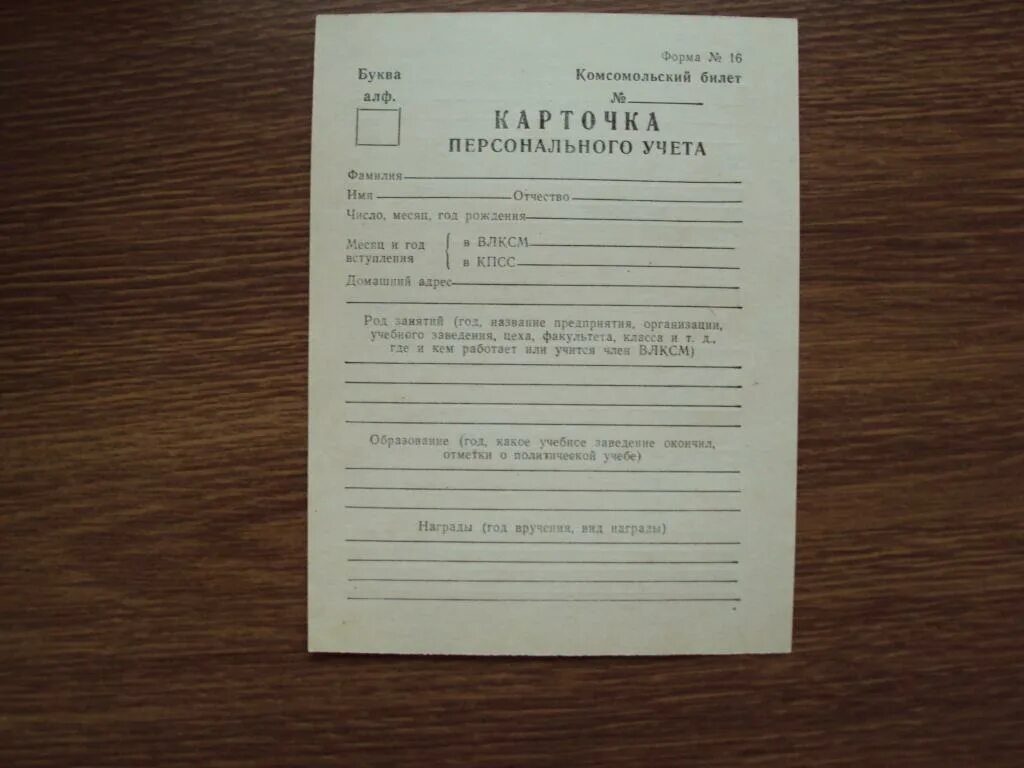 Форма № 16
Буква
алф.
Комсомольский билет
№
КАРТОЧКА
ПЕРСОНАЛЬНОГО УЧЕТА
Фамилия
Имя Отчество
Число, месяц, год рождения
Месяц и год
вступления
в ВЛКСМ
в КПСС
Домашний адрес
Род занятий (год, название предприятия, организации,
учебного заведения, цеха, факультета, класса и т. д.,
где и кем работает или учится член ВЛКСМ)
Образование (год, какое учебное заведение окончил,
отметки о политической учебе)
Награды (год вручения, вид награды)